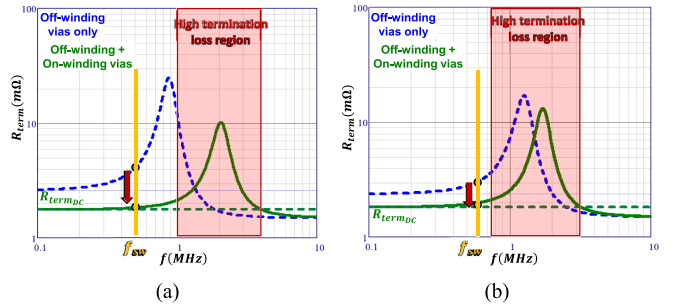 Off-winding
vias only
Off-winding +
On-winding vias
High termination
loss region
100
10
1
R_term(mΩ)
R_termDC
0.1
f_sw
1
10
f(MHz)
(a)
Off-winding
vias only
Off-winding +
On-winding vias
High termination
loss region
100
10
1
R_term(mΩ)
R_termDC
0.1
f_sw
1
10
f(MHz)
(b)